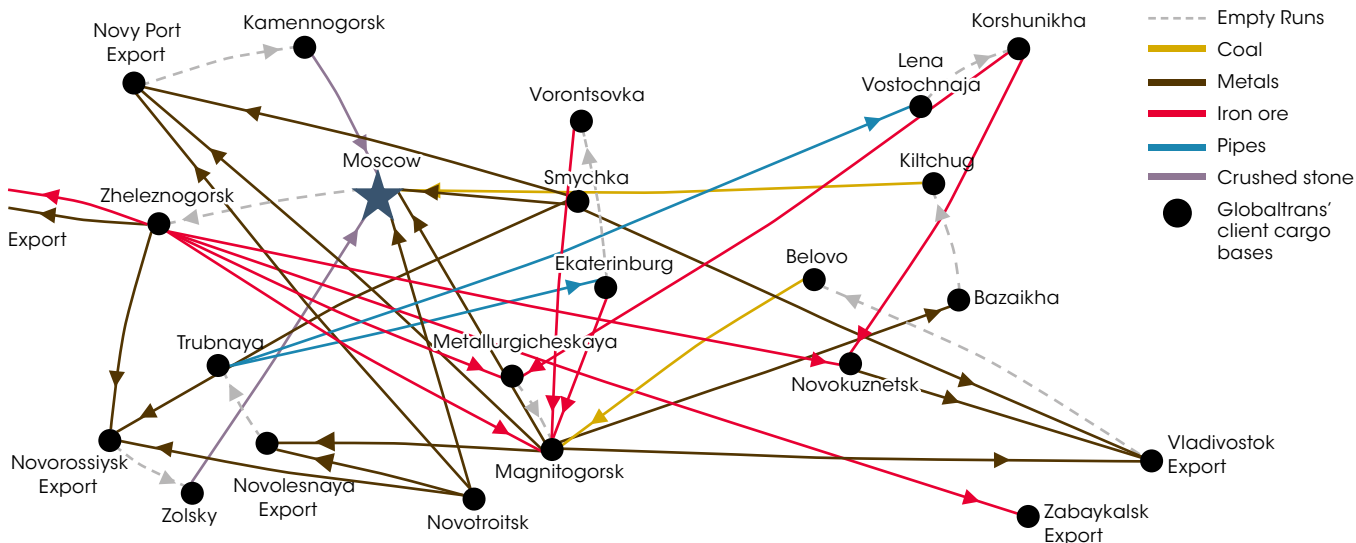 Novy Port
Export
Kamennogorsk
Korshunikha
Lena
Vostochnaja
Vorontsovka
Moscow
Kiltchug
Smychka
Zheleznogorsk
Export
Ekaterinburg
Belovo
Bazaikha
Trubnaya
Metallurgicheskaya
Novokuznetsk
Novorossiysk
Export
Zolsky
Novolesnaya
Export
Novotroitsk
Magnitogorsk
Vladivostok
Export
Zabaykalsk
Export
Empty Runs
Coal
Metals
Iron ore
Pipes
Crushed stone
Globaltrans’
client cargo
bases